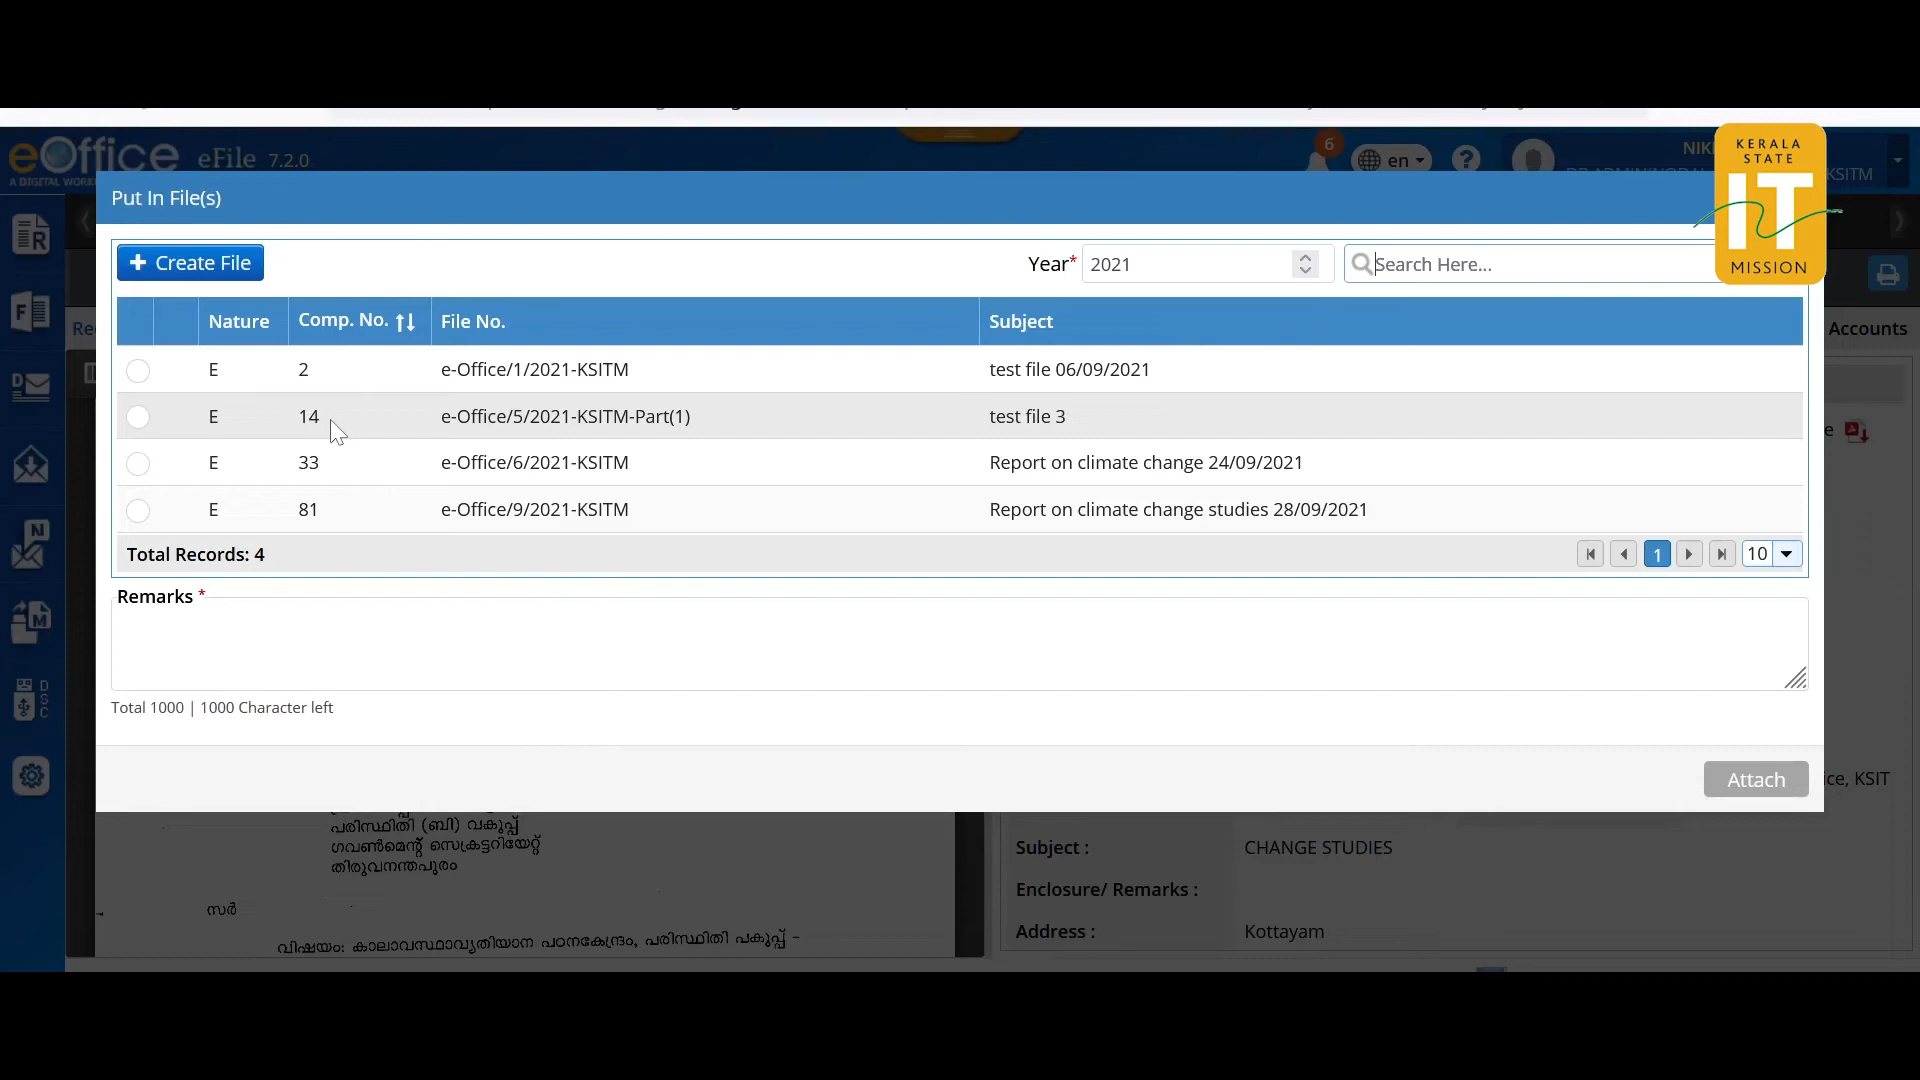 eOffice eFile 7.2.0
A DIGITAL WORK
6
en
?
NIK
KSITM
KERALA
STATE
IT
MISSION
Put In File(s)
Create File
Year* 2021
Search Here...
Nature Comp. No. File No. Subject
E 2 e-Office/1/2021-KSITM test file 06/09/2021
E 14 e-Office/5/2021-KSITM-Part(1) test file 3
E 33 e-Office/6/2021-KSITM Report on climate change 24/09/2021
E 81 e-Office/9/2021-KSITM Report on climate change studies 28/09/2021
Total Records: 4
1
10
Remarks *
Total 1000 | 1000 Character left
Attach
R
F
D
N
M
DSC
Re
Accounts
e
ice, KSIT
പരിസ്ഥിതി (ബി) വകുപ്പ്
ഗവൺമെന്റ് സെക്രട്ടറിയേറ്റ്
തിരുവനന്തപുരം
സർ
വിഷയം: കാലാവസ്ഥാവ്യതിയാന പഠനകേന്ദ്രം, പരിസ്ഥിതി വകുപ്പ് –
Subject : CHANGE STUDIES
Enclosure/ Remarks :
Address : Kottayam